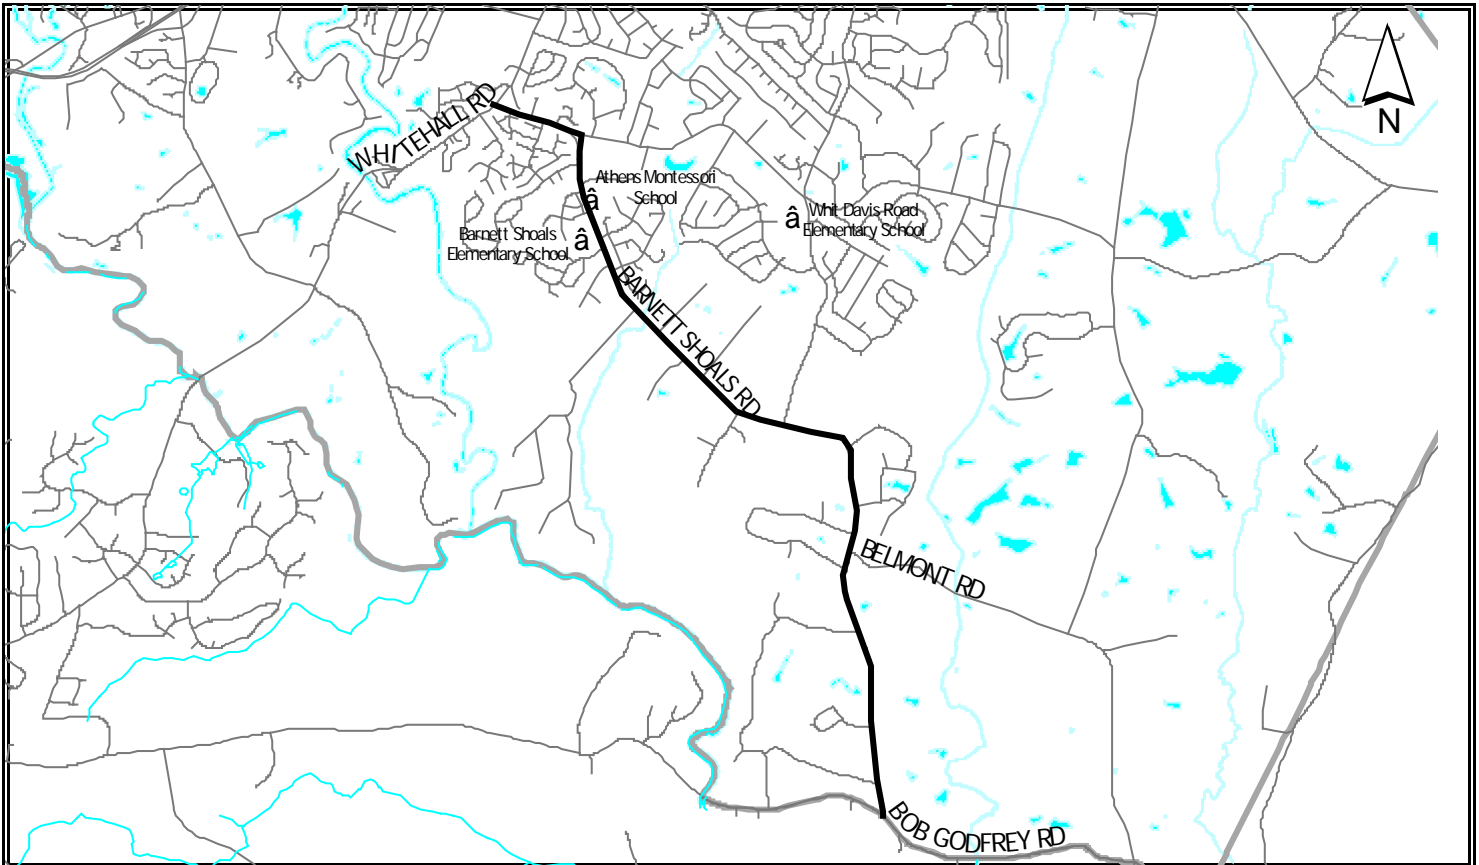 N
WHITEHALL RD
Athens Montessori
School
â
Whit Davis Road
Elementary School
â
Barnett Shoals
Elementary School
â
BARNETT SHOALS RD
BELMONT RD
BOB GODFREY RD